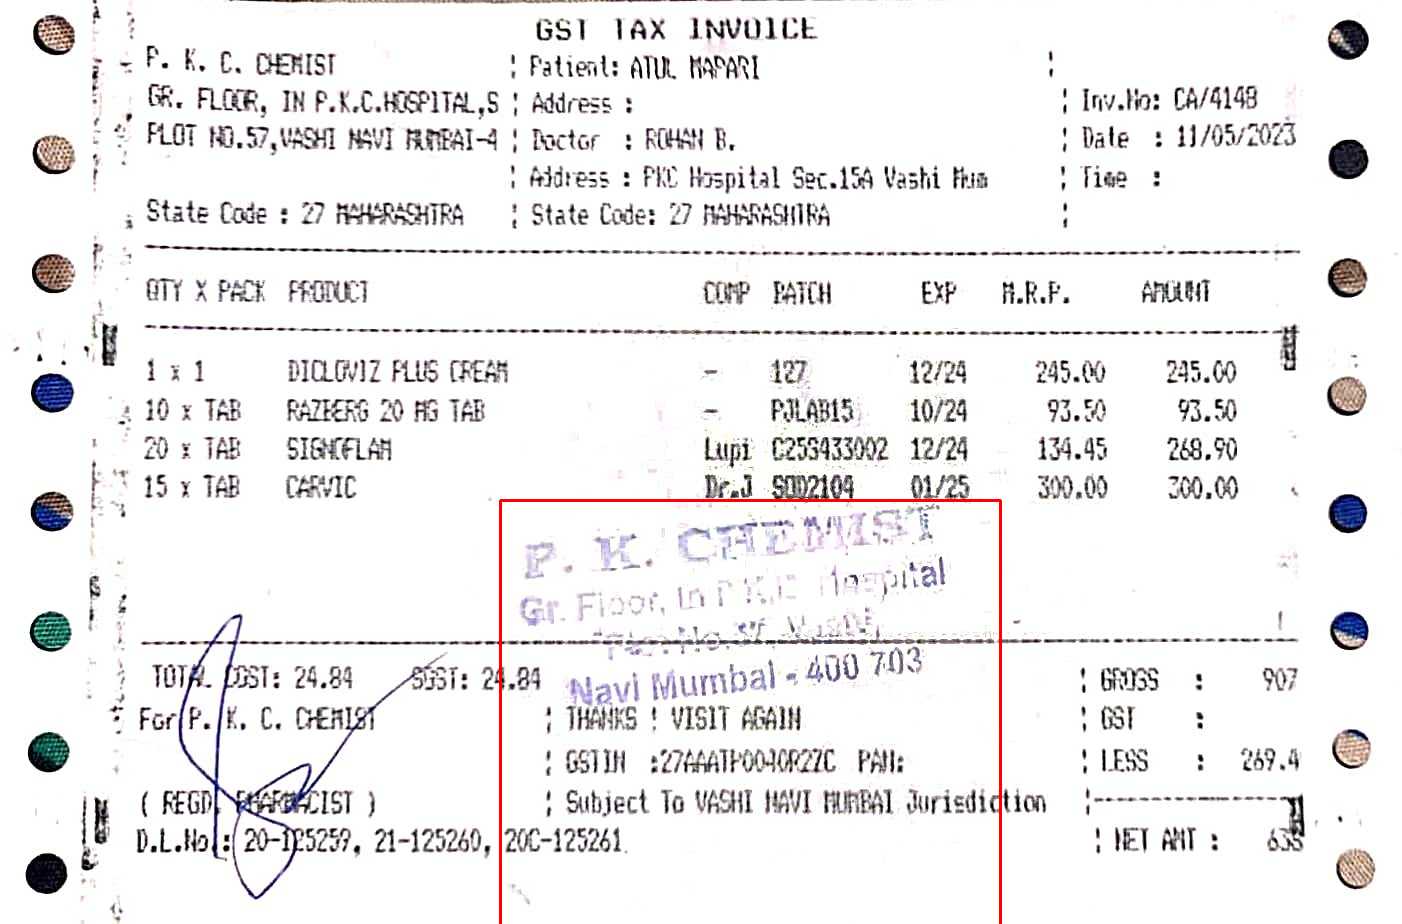 GST TAX INVOICE
P. K. C. CHEMIST ¦ Patient: ATUL MAPARI ¦
GR. FLOOR, IN P.K.C.HOSPITAL,S ¦ Address : ¦ Inv.No: CA/4148
PLOT NO.57,VASHI NAVI MUMBAI-4 ¦ Doctor : ROHAN B. ¦ Date : 11/05/2023
¦ Address : PKC Hospital Sec.15A Vashi Mum ¦ Time :
State Code : 27 MAHARASHTRA ¦ State Code: 27 MAHARASHTRA ¦
QTY X PACK PRODUCT COMP BATCH EXP M.R.P. AMOUNT
1 x 1 DICLOVIZ PLUS CREAM - 127 12/24 245.00 245.00
10 x TAB RAZBERG 20 MG TAB - PJLAB15 10/24 93.50 93.50
20 x TAB SIGNOFLAM Lupi C25S433002 12/24 134.45 268.90
15 x TAB CARVIC Dr.J SOD2104 01/25 300.00 300.00
P. K. CHEMIST
Gr. Floor, In P.K.C. Hospital
Navi Mumbai - 400 703
TOTAL CGST: 24.84 SGST: 24.84 ¦ GROSS : 907
For P. K. C. CHEMIST ¦ THANKS ! VISIT AGAIN ¦ GST :
¦ GSTIN : PAN: ¦ LESS : 269.4
( REGD. PHARMACIST ) ¦ Subject To VASHI NAVI MUMBAI Jurisdiction
D.L.No.: 20-125259, 21-125260, 20C-125261 ¦ NET AMT : 638